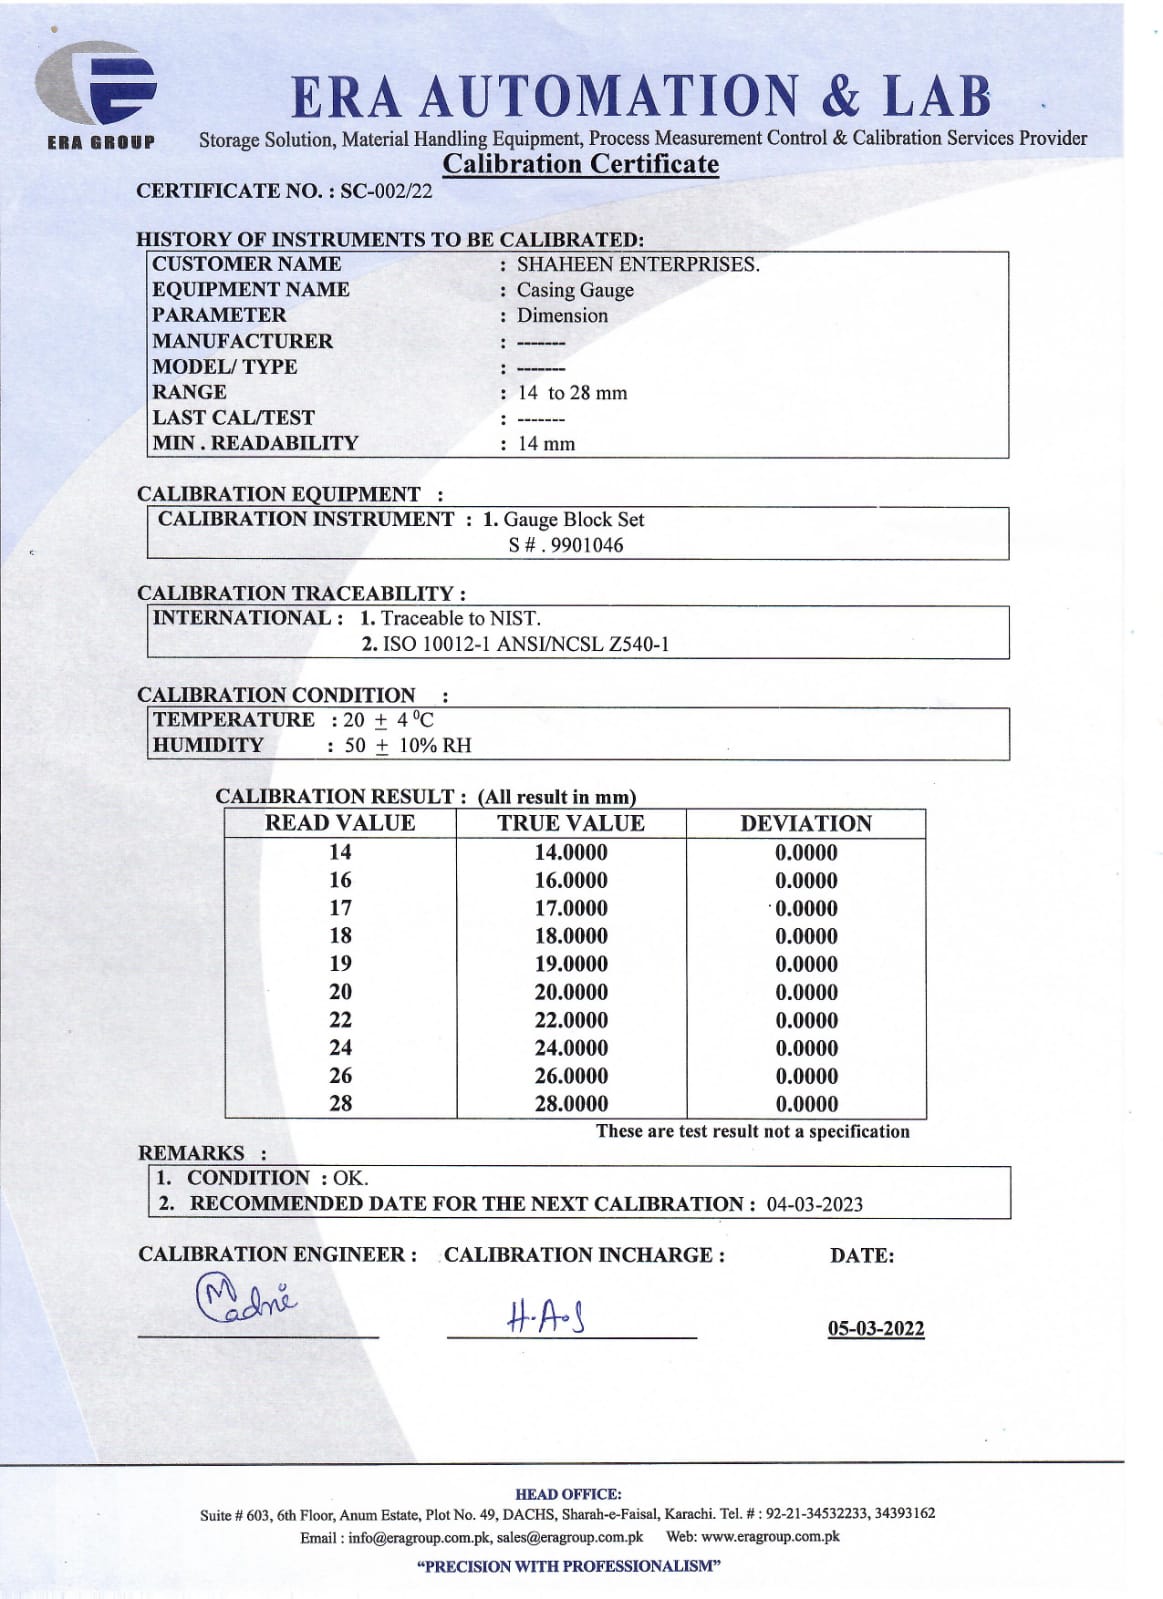 ERA GROUP
ERA AUTOMATION & LAB
Storage Solution, Material Handling Equipment, Process Measurement Control & Calibration Services Provider
Calibration Certificate
CERTIFICATE NO. : SC-002/22
HISTORY OF INSTRUMENTS TO BE CALIBRATED:
CUSTOMER NAME : SHAHEEN ENTERPRISES.
EQUIPMENT NAME : Casing Gauge
PARAMETER : Dimension
MANUFACTURER : -------
MODEL/ TYPE : -------
RANGE : 14 to 28 mm
LAST CAL/TEST : -------
MIN . READABILITY : 14 mm
CALIBRATION EQUIPMENT :
CALIBRATION INSTRUMENT : 1. Gauge Block Set
S # . 9901046
CALIBRATION TRACEABILITY :
INTERNATIONAL : 1. Traceable to NIST.
2. ISO 10012-1 ANSI/NCSL Z540-1
CALIBRATION CONDITION :
TEMPERATURE : 20 ± 4 ⁰C
HUMIDITY : 50 ± 10% RH
CALIBRATION RESULT : (All result in mm)
READ VALUE TRUE VALUE DEVIATION
14 14.0000 0.0000
16 16.0000 0.0000
17 17.0000 0.0000
18 18.0000 0.0000
19 19.0000 0.0000
20 20.0000 0.0000
22 22.0000 0.0000
24 24.0000 0.0000
26 26.0000 0.0000
28 28.0000 0.0000
These are test result not a specification
REMARKS :
1. CONDITION : OK.
2. RECOMMENDED DATE FOR THE NEXT CALIBRATION : 04-03-2023
CALIBRATION ENGINEER : CALIBRATION INCHARGE : DATE:
H.A.S
05-03-2022
HEAD OFFICE:
Suite # 603, 6th Floor, Anum Estate, Plot No. 49, DACHS, Sharah-e-Faisal, Karachi. Tel. # : 92-21-34532233, 34393162
Email : info@eragroup.com.pk, sales@eragroup.com.pk Web: www.eragroup.com.pk
“PRECISION WITH PROFESSIONALISM”